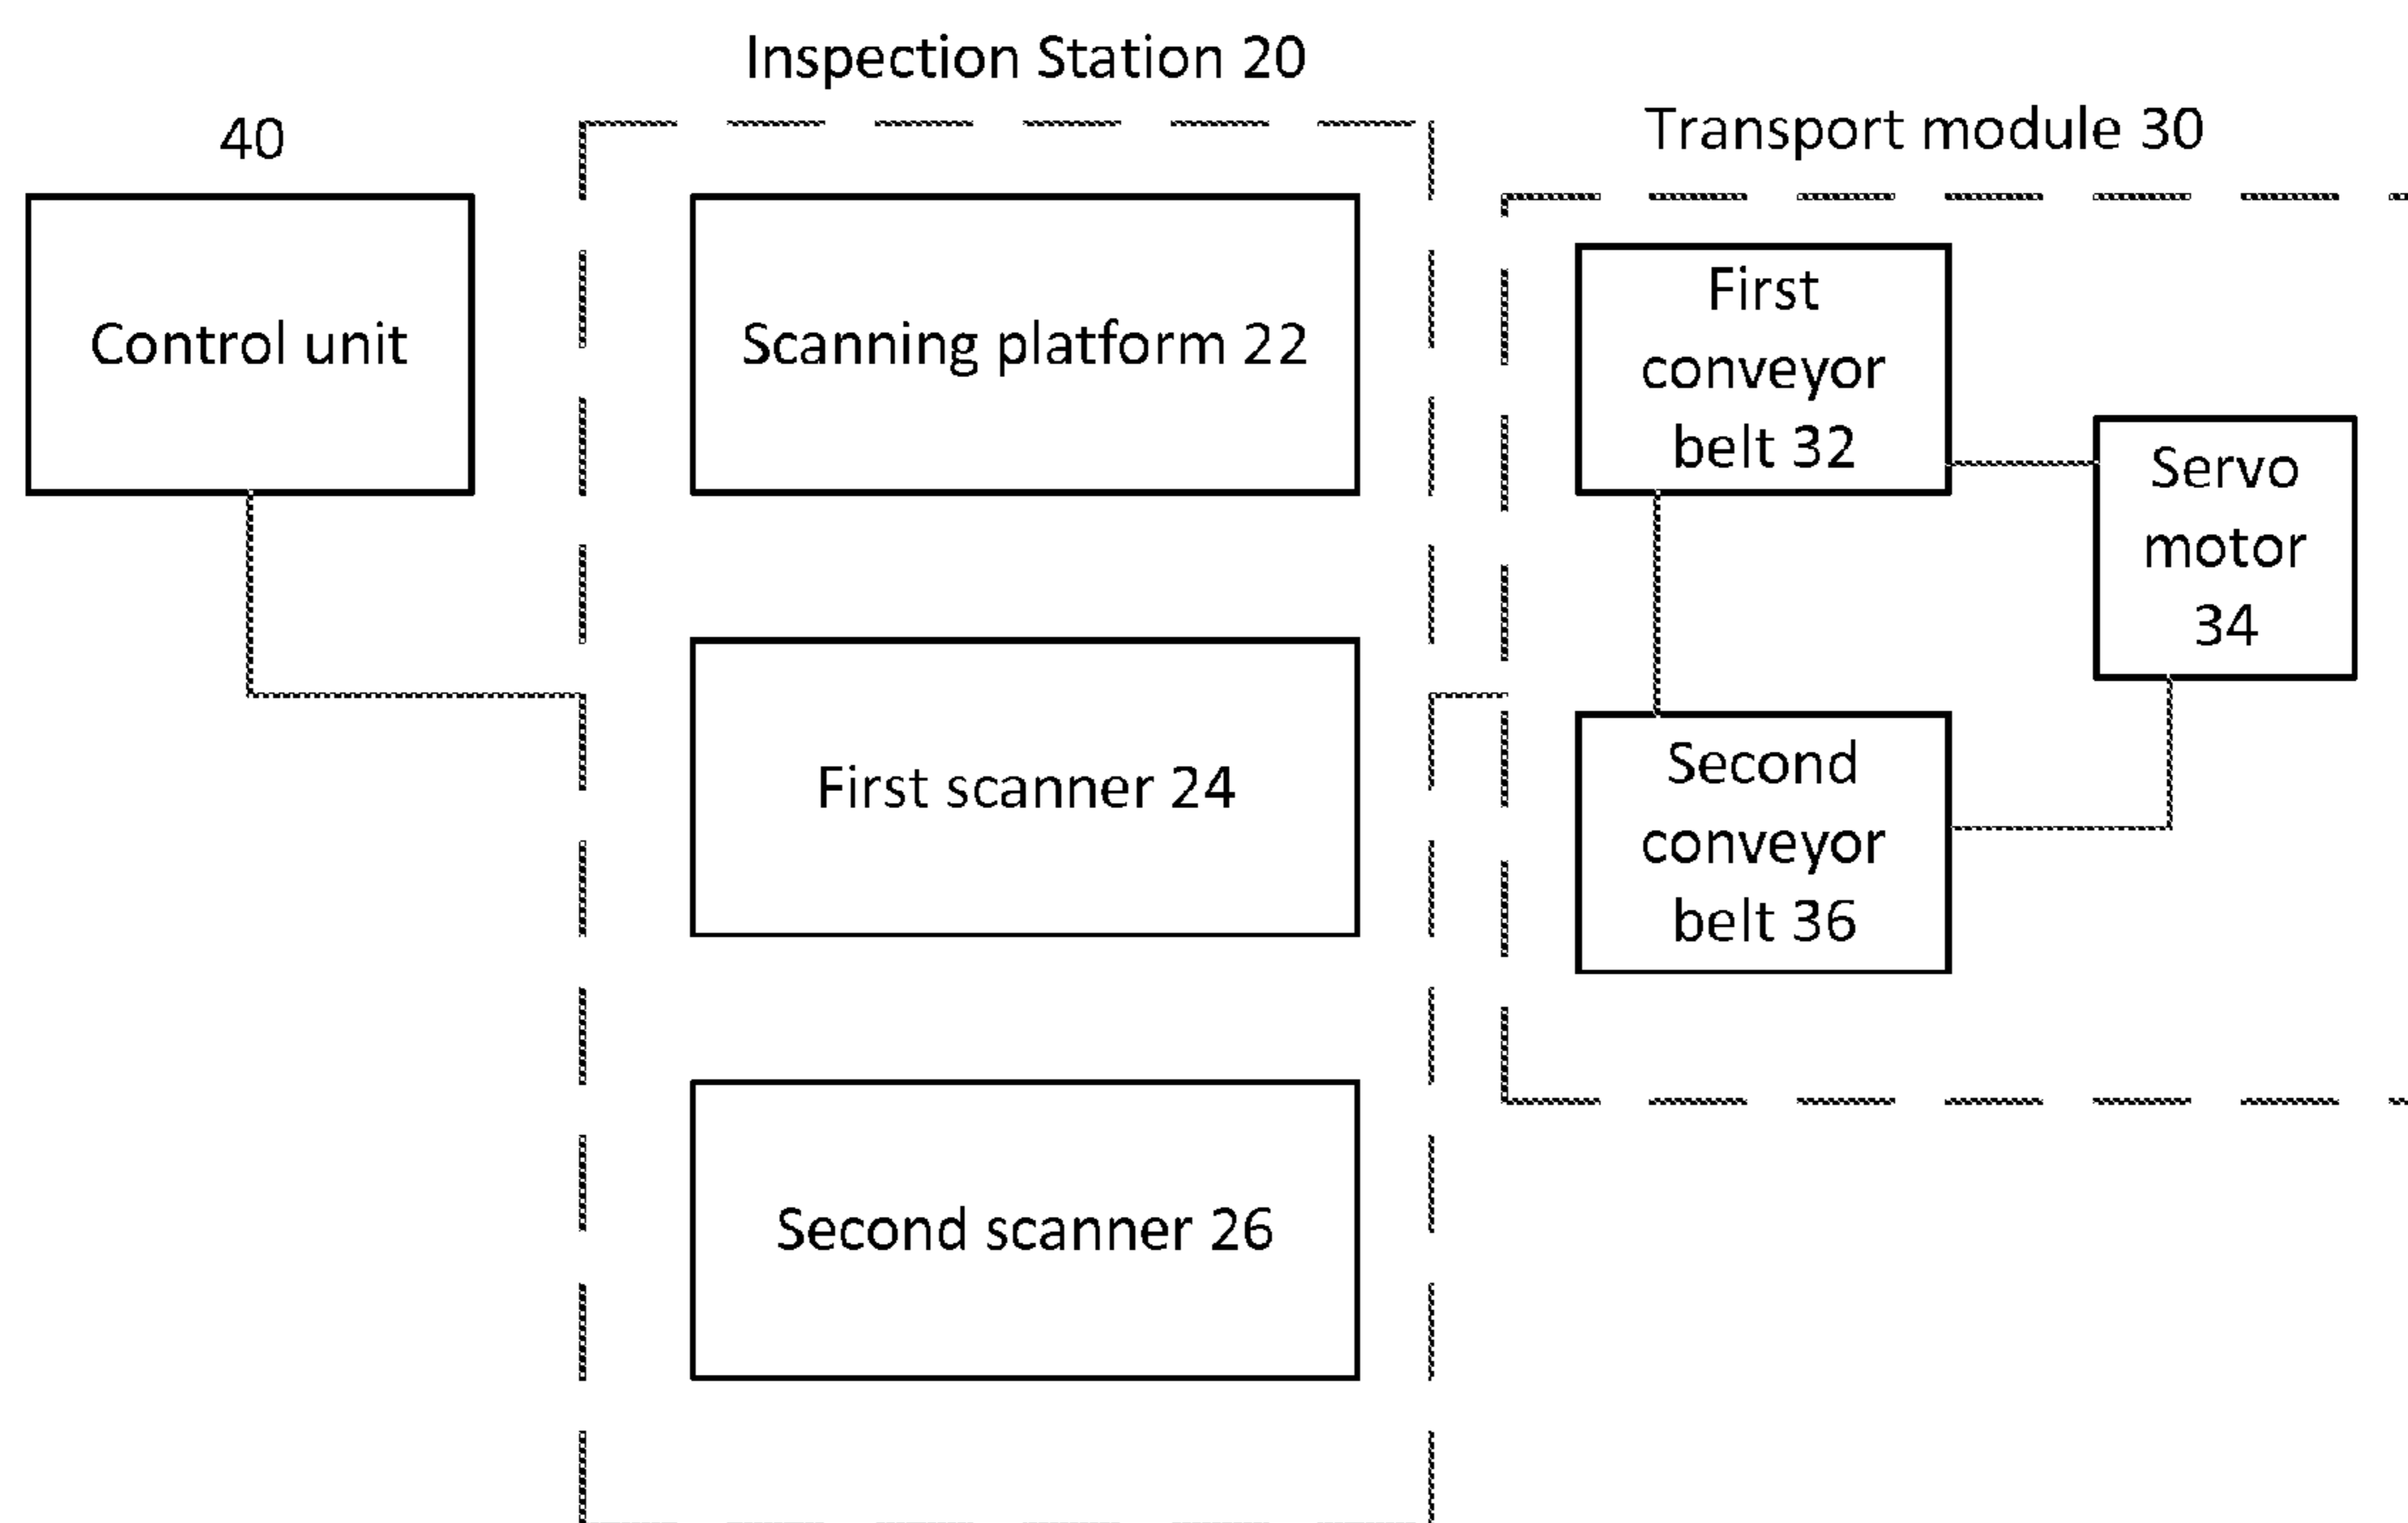 Inspection Station 20
40
Transport module 30
Control unit
Scanning platform 22
First
conveyor
belt 32
Servo
motor
34
First scanner 24
Second
conveyor
belt 36
Second scanner 26